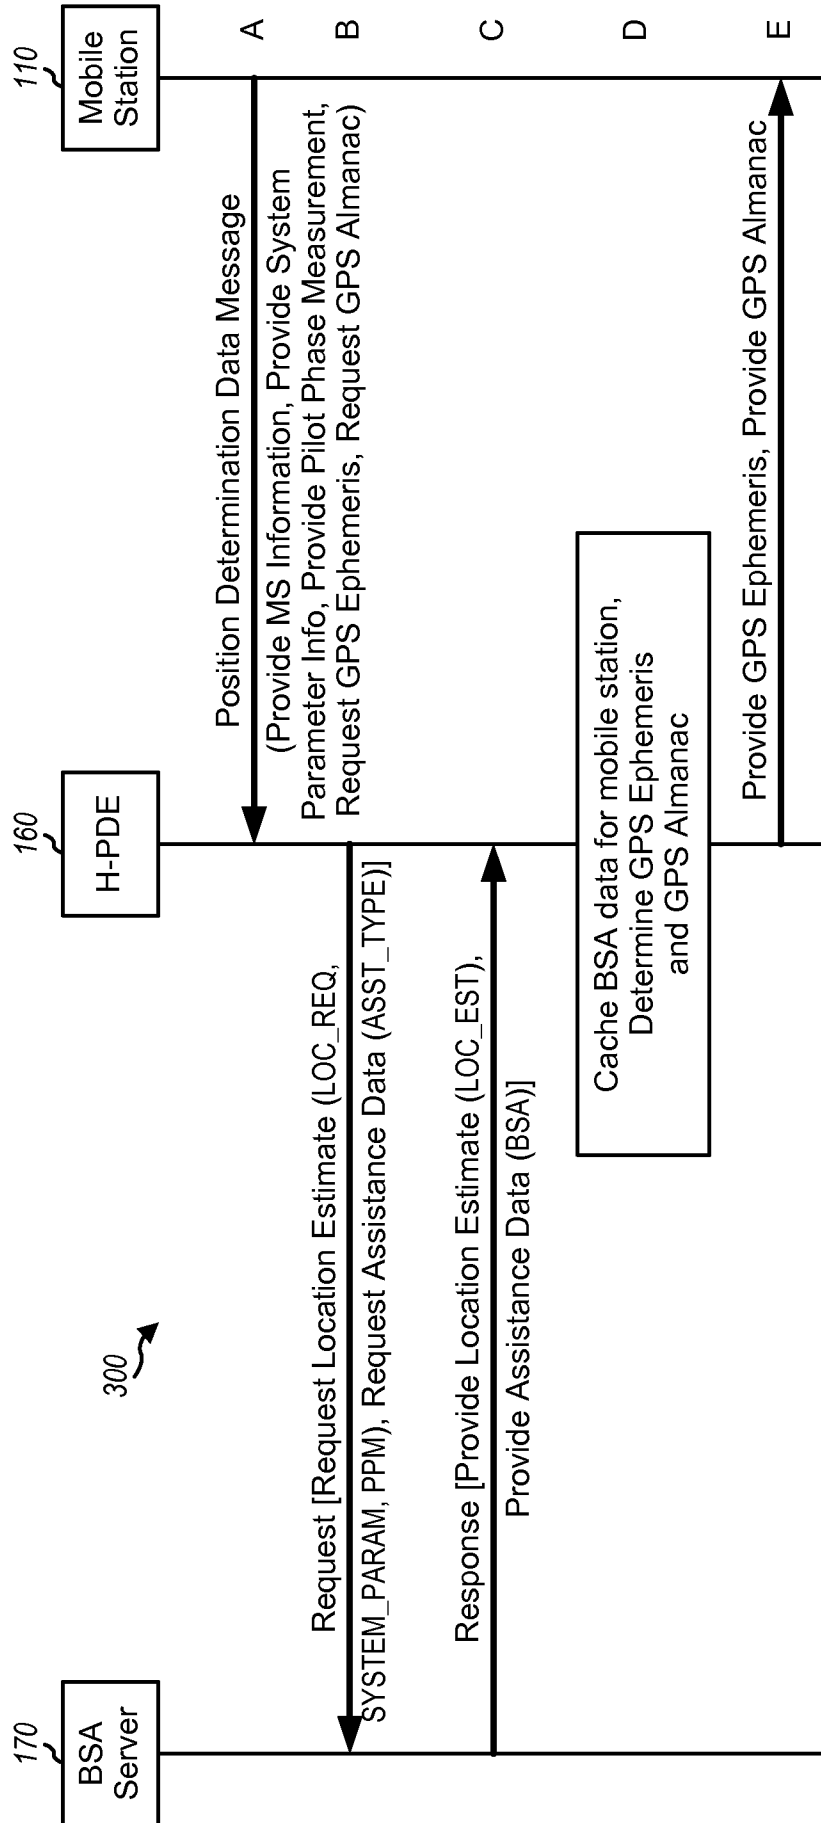 170
BSA
Server
160
H-PDE
110
Mobile
Station
300
A
Position Determination Data Message
(Provide MS Information, Provide System
Parameter Info, Provide Pilot Phase Measurement,
Request GPS Ephemeris, Request GPS Almanac)
B
Request [Request Location Estimate (LOC_REQ,
SYSTEM_PARAM, PPM), Request Assistance Data (ASST_TYPE)]
C
Response [Provide Location Estimate (LOC_EST),
Provide Assistance Data (BSA)]
D
Cache BSA data for mobile station,
Determine GPS Ephemeris
and GPS Almanac
E
Provide GPS Ephemeris, Provide GPS Almanac